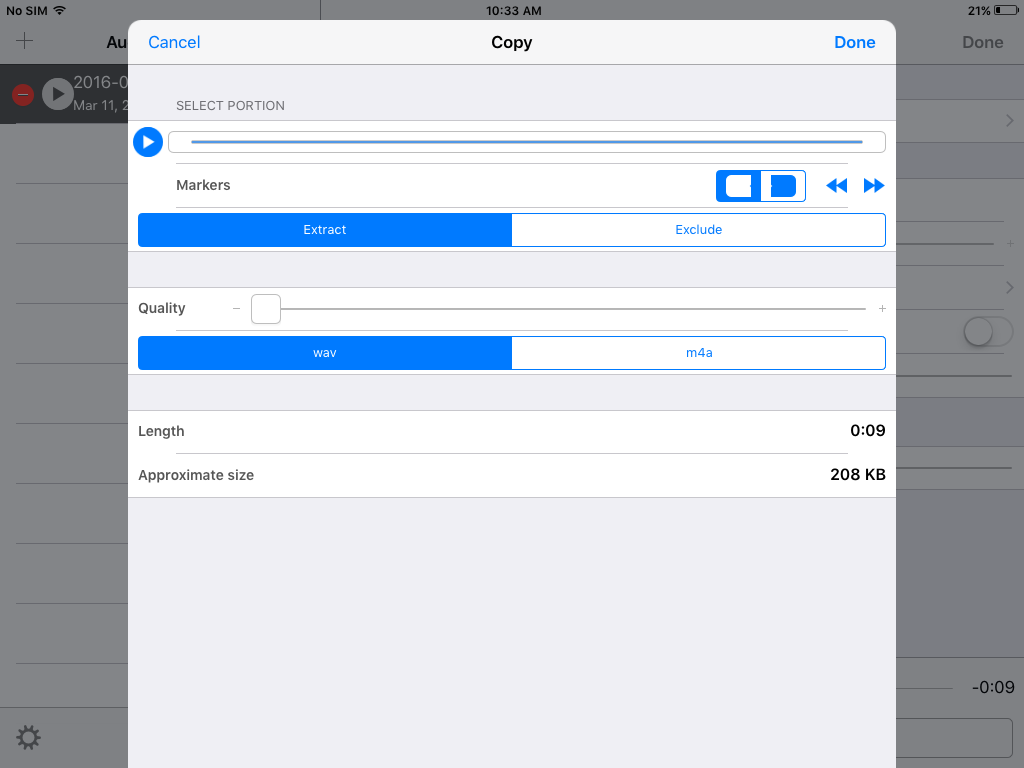 No SIM 10:33 AM 21%
Au Cancel Copy Done Done
2016-0
Mar 11, 2
SELECT PORTION
Markers
Extract Exclude
Quality − +
wav m4a
Length 0:09
Approximate size 208 KB
-0:09